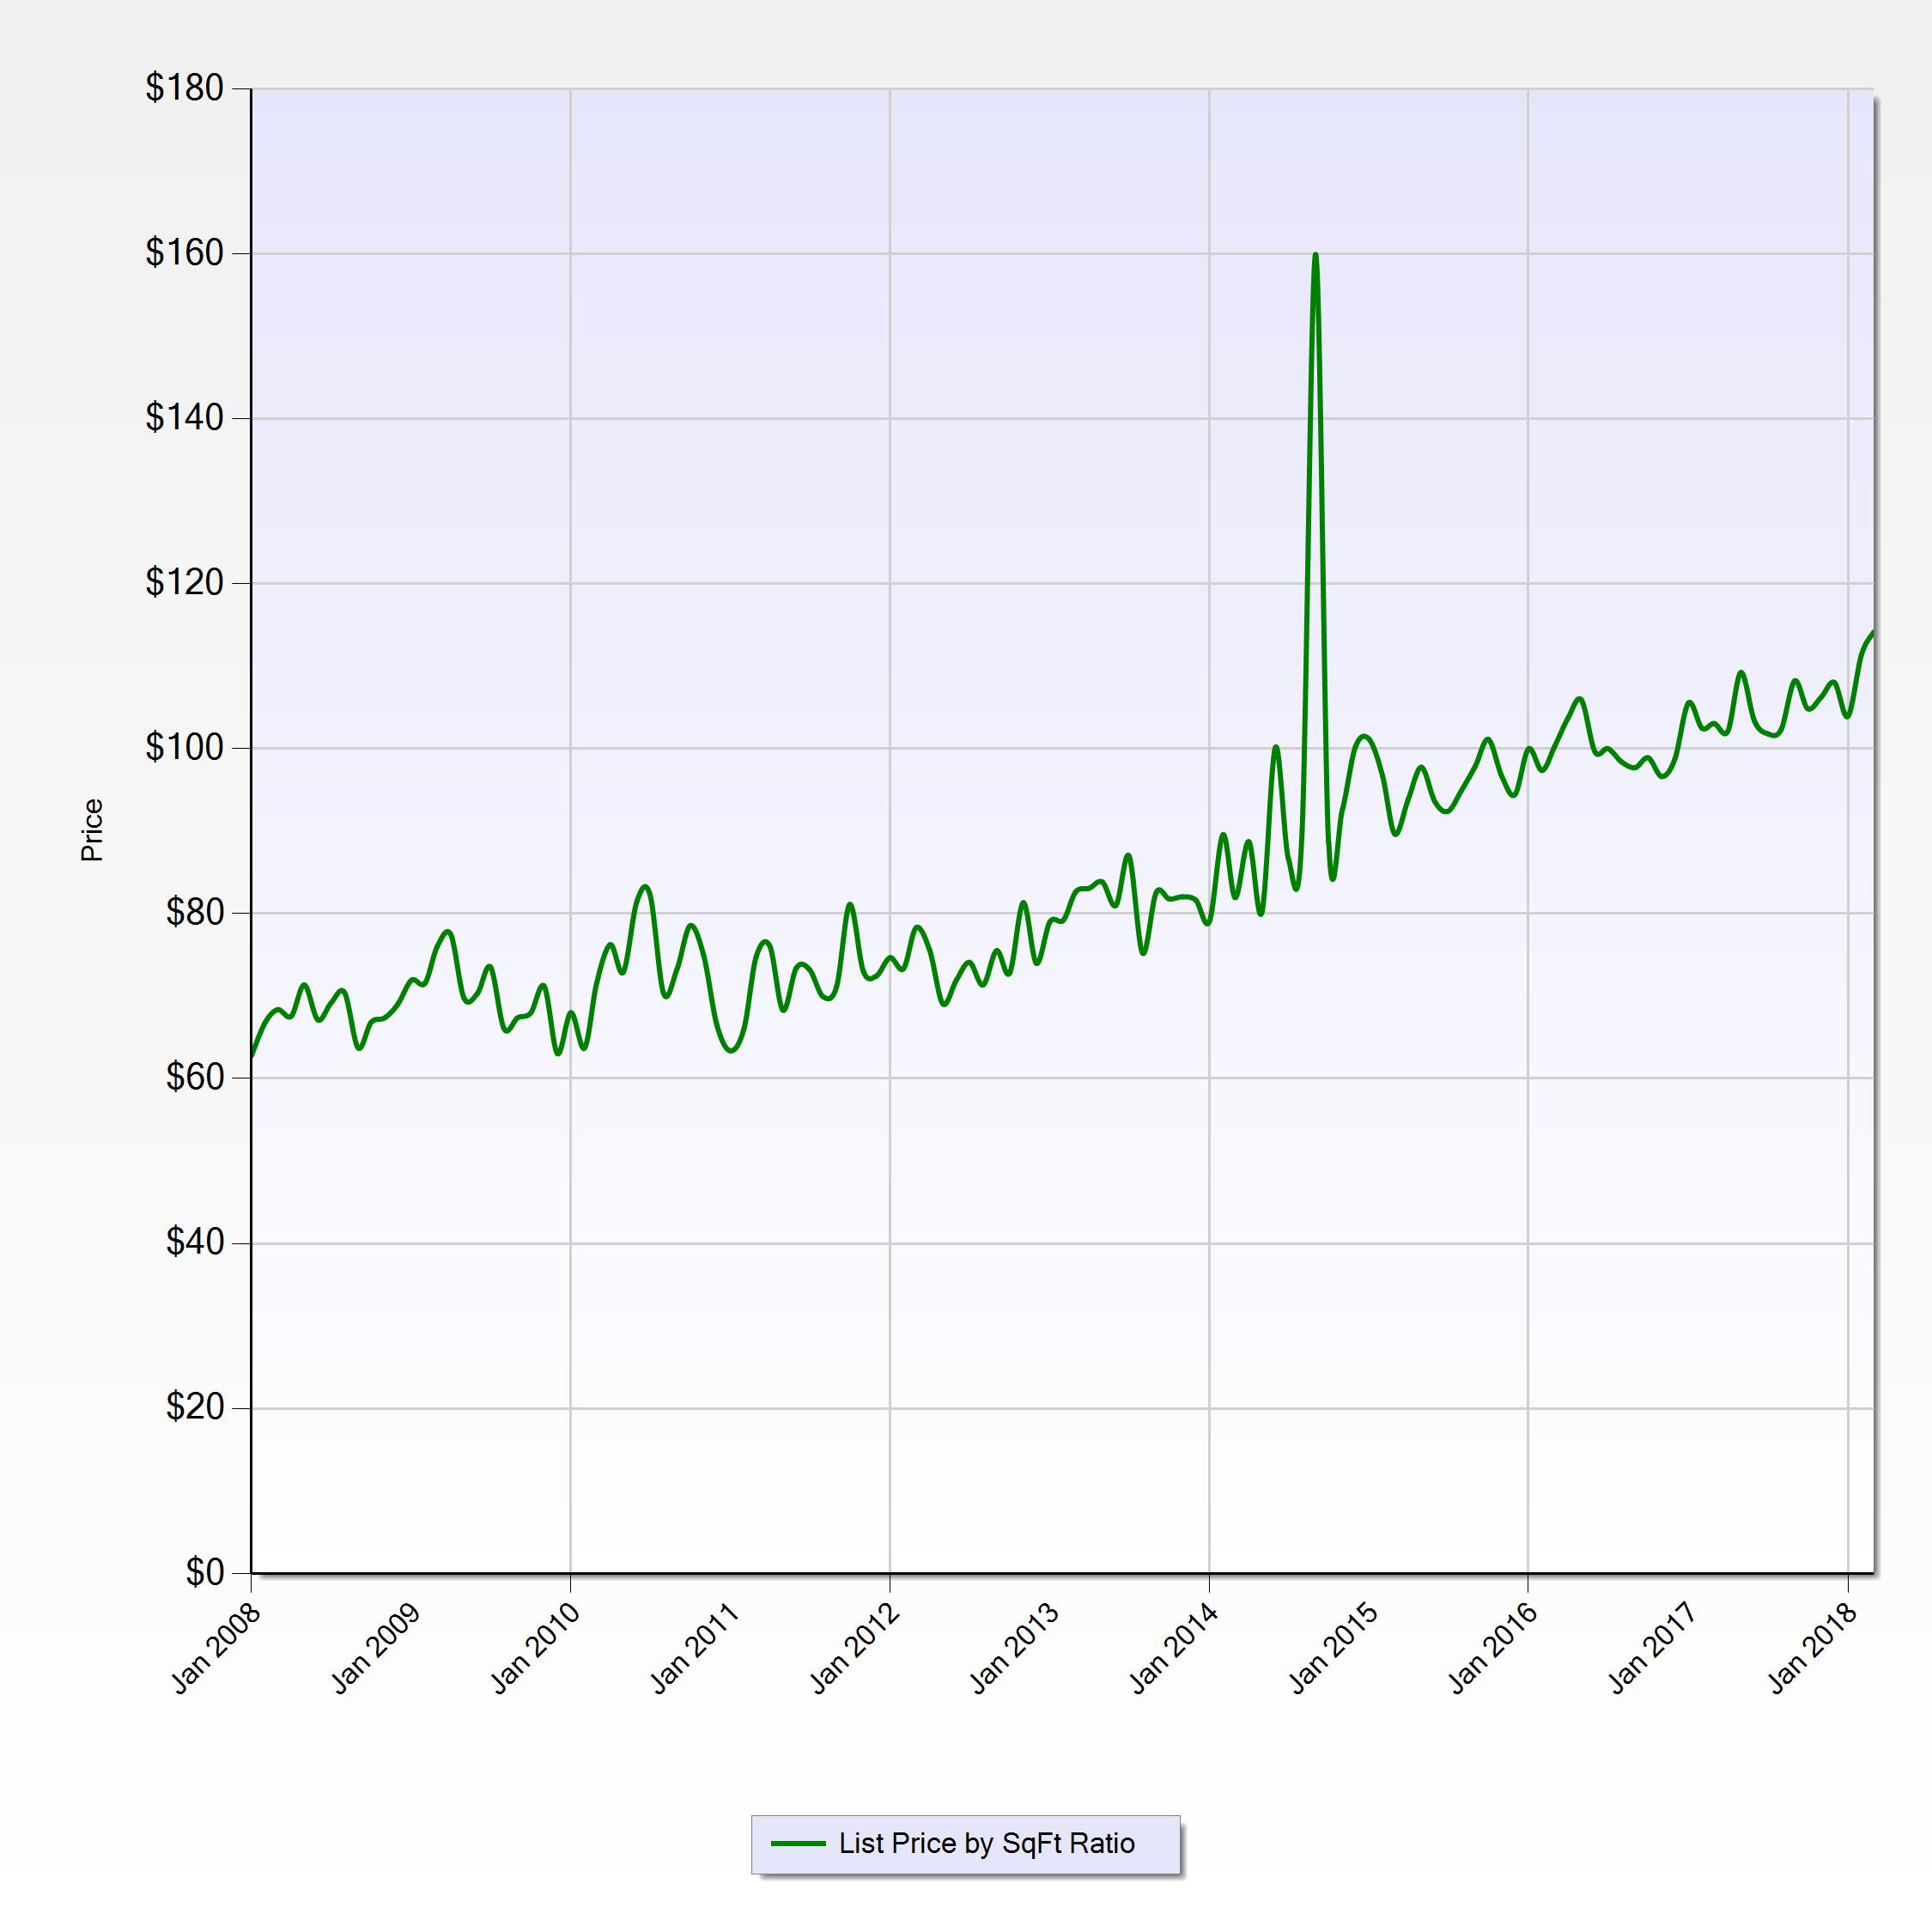 $180
$160
$140
$120
$100
$80
$60
$40
$20
$0
Price
Jan 2008
Jan 2009
Jan 2010
Jan 2011
Jan 2012
Jan 2013
Jan 2014
Jan 2015
Jan 2016
Jan 2017
Jan 2018
List Price by SqFt Ratio